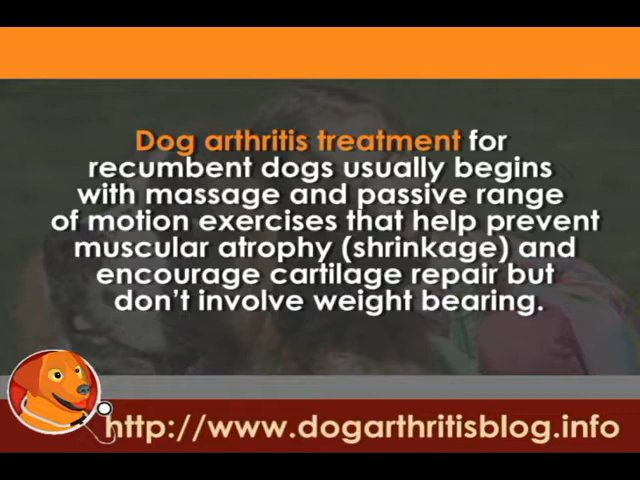 Dog arthritis treatment for
recumbent dogs usually begins
with massage and passive range
of motion exercises that help prevent
muscular atrophy (shrinkage) and
encourage cartilage repair but
don't involve weight bearing.
http://www.dogarthritisblog.info